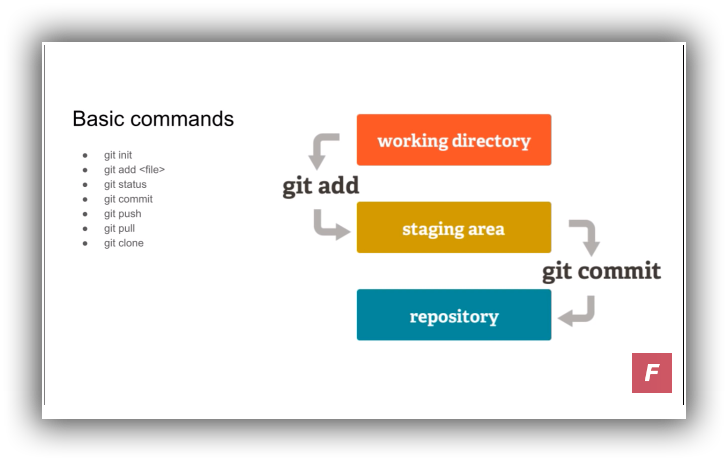 Basic commands
● git init
● git add <file>
● git status
● git commit
● git push
● git pull
● git clone
working directory
git add
staging area
git commit
repository
F